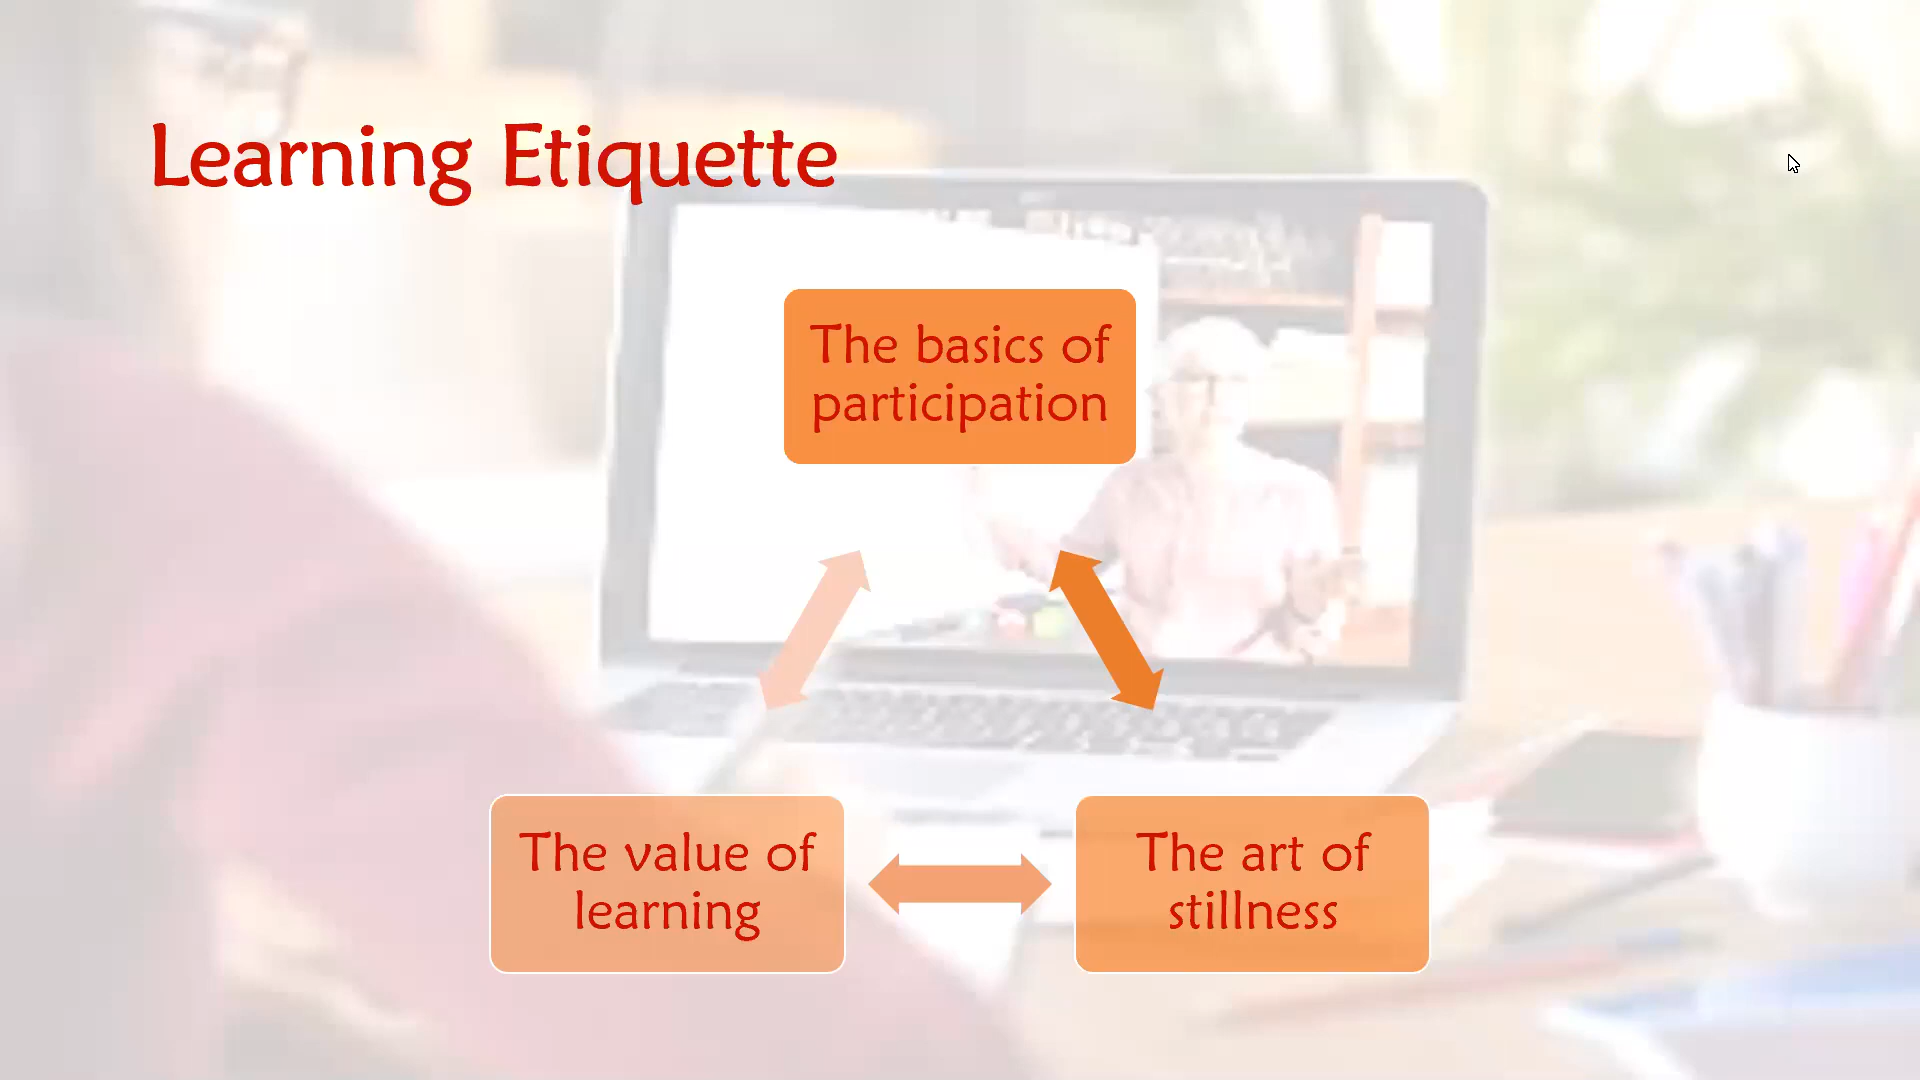 Learning Etiquette
The basics of
participation
The value of
learning
The art of
stillness